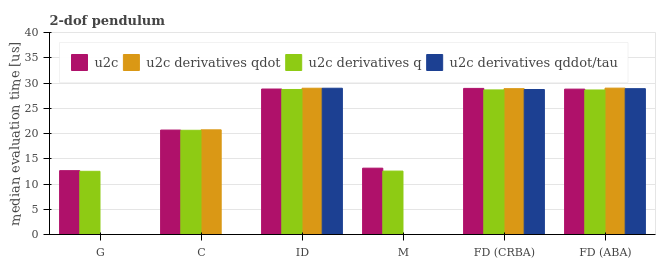 2-dof pendulum
median evaluation time [us]
40
35
30
25
20
15
10
5
0
u2c u2c derivatives qdot u2c derivatives q u2c derivatives qddot/tau
G C ID M FD (CRBA) FD (ABA)